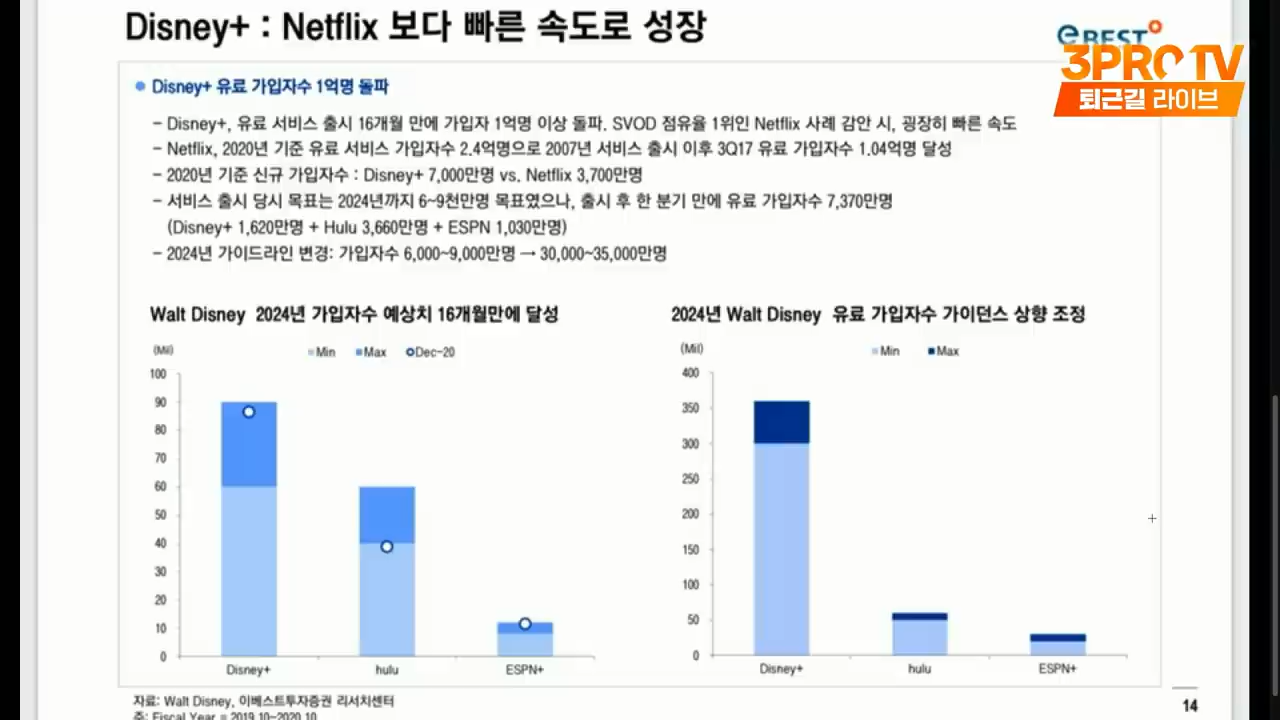 Disney+ : Netflix 보다 빠른 속도로 성장
eBEST
3PRO TV
퇴근길 라이브
Disney+ 유료 가입자수 1억명 돌파
- Disney+, 유료 서비스 출시 16개월 만에 가입자 1억명 이상 돌파. SVOD 점유율 1위인 Netflix 사례 감안 시, 굉장히 빠른 속도
- Netflix, 2020년 기준 유료 서비스 가입자수 2.4억명으로 2007년 서비스 출시 이후 3Q17 유료 가입자수 1.04억명 달성
- 2020년 기준 신규 가입자수 : Disney+ 7,000만명 vs. Netflix 3,700만명
- 서비스 출시 당시 목표는 2024년까지 6~9천만명 목표였으나, 출시 후 한 분기 만에 유료 가입자수 7,370만명
(Disney+ 1,620만명 + Hulu 3,660만명 + ESPN 1,030만명)
- 2024년 가이드라인 변경: 가입자수 6,000~9,000만명 → 30,000~35,000만명
Walt Disney 2024년 가입자수 예상치 16개월만에 달성
(Mil)
Min Max Dec-20
100
90
80
70
60
50
40
30
20
10
0
Disney+ hulu ESPN+
2024년 Walt Disney 유료 가입자수 가이던스 상향 조정
(Mil)
Min Max
400
350
300
250
200
150
100
50
0
Disney+ hulu ESPN+
자료: Walt Disney, 이베스트투자증권 리서치센터
주: Fiscal Year = 2019.10~2020.10
14